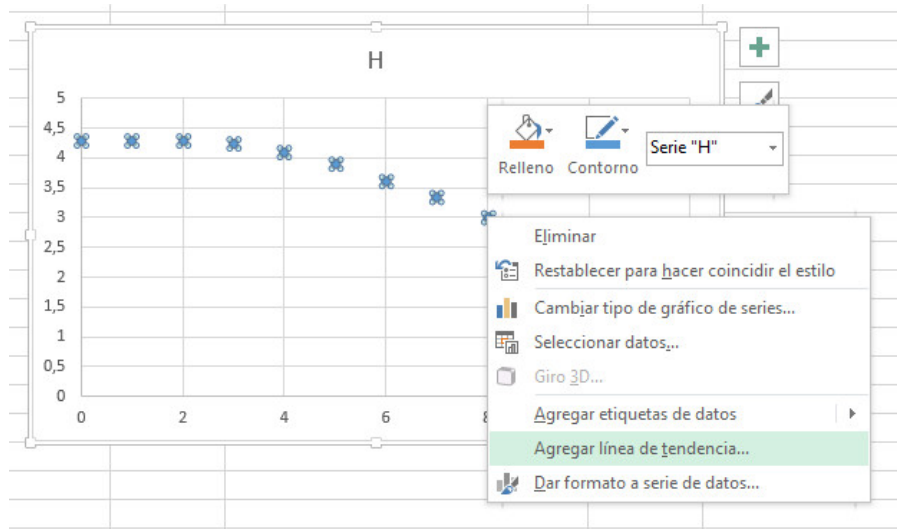 H
5
4,5
4
3,5
3
2,5
2
1,5
1
0,5
0
0 2 4 6 8
Relleno Contorno Serie "H"
Eliminar
Restablecer para hacer coincidir el estilo
Cambiar tipo de gráfico de series...
Seleccionar datos...
Giro 3D...
Agregar etiquetas de datos
Agregar línea de tendencia...
Dar formato a serie de datos...